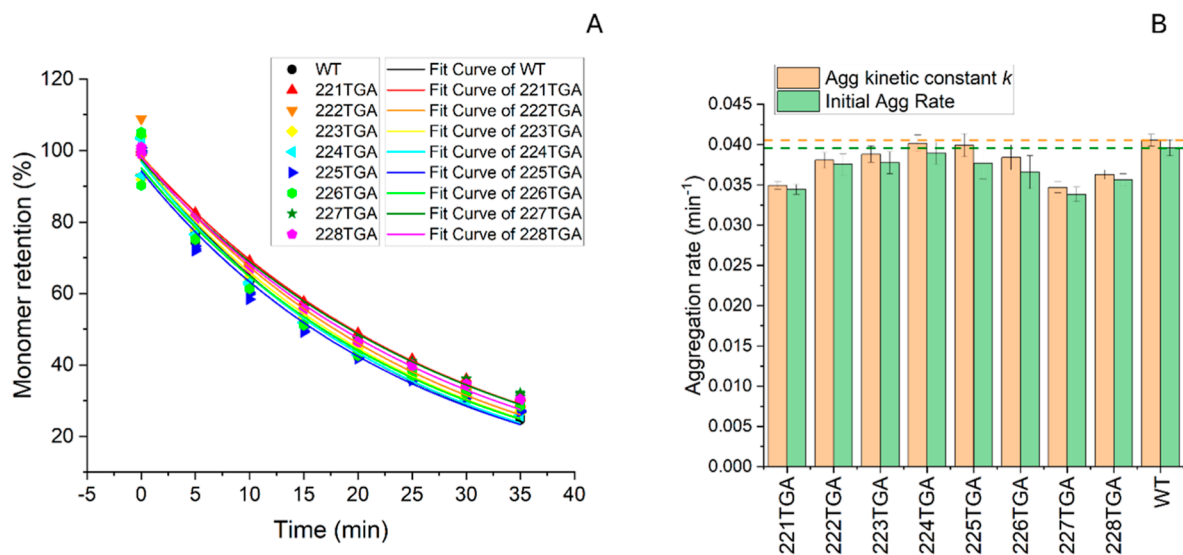 A
B
WT
221TGA
222TGA
223TGA
224TGA
225TGA
226TGA
227TGA
228TGA
Fit Curve of WT
Fit Curve of 221TGA
Fit Curve of 222TGA
Fit Curve of 223TGA
Fit Curve of 224TGA
Fit Curve of 225TGA
Fit Curve of 226TGA
Fit Curve of 227TGA
Fit Curve of 228TGA
Monomer retention (%)
120
100
80
60
40
20
-5 0 5 10 15 20 25 30 35 40
Time (min)
Agg kinetic constant k
Initial Agg Rate
Aggregation rate (min⁻¹)
0.045
0.040
0.035
0.030
0.025
0.020
0.015
0.010
0.005
0.000
221TGA
222TGA
223TGA
224TGA
225TGA
226TGA
227TGA
228TGA
WT